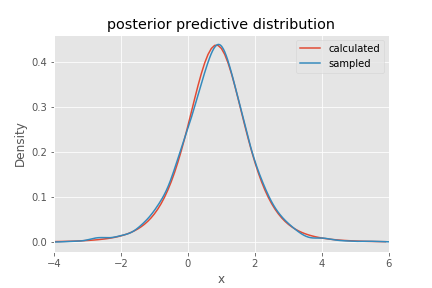 posterior predictive distribution
calculated
sampled
Density
0.4
0.3
0.2
0.1
0.0
−4
−2
0
2
4
6
x